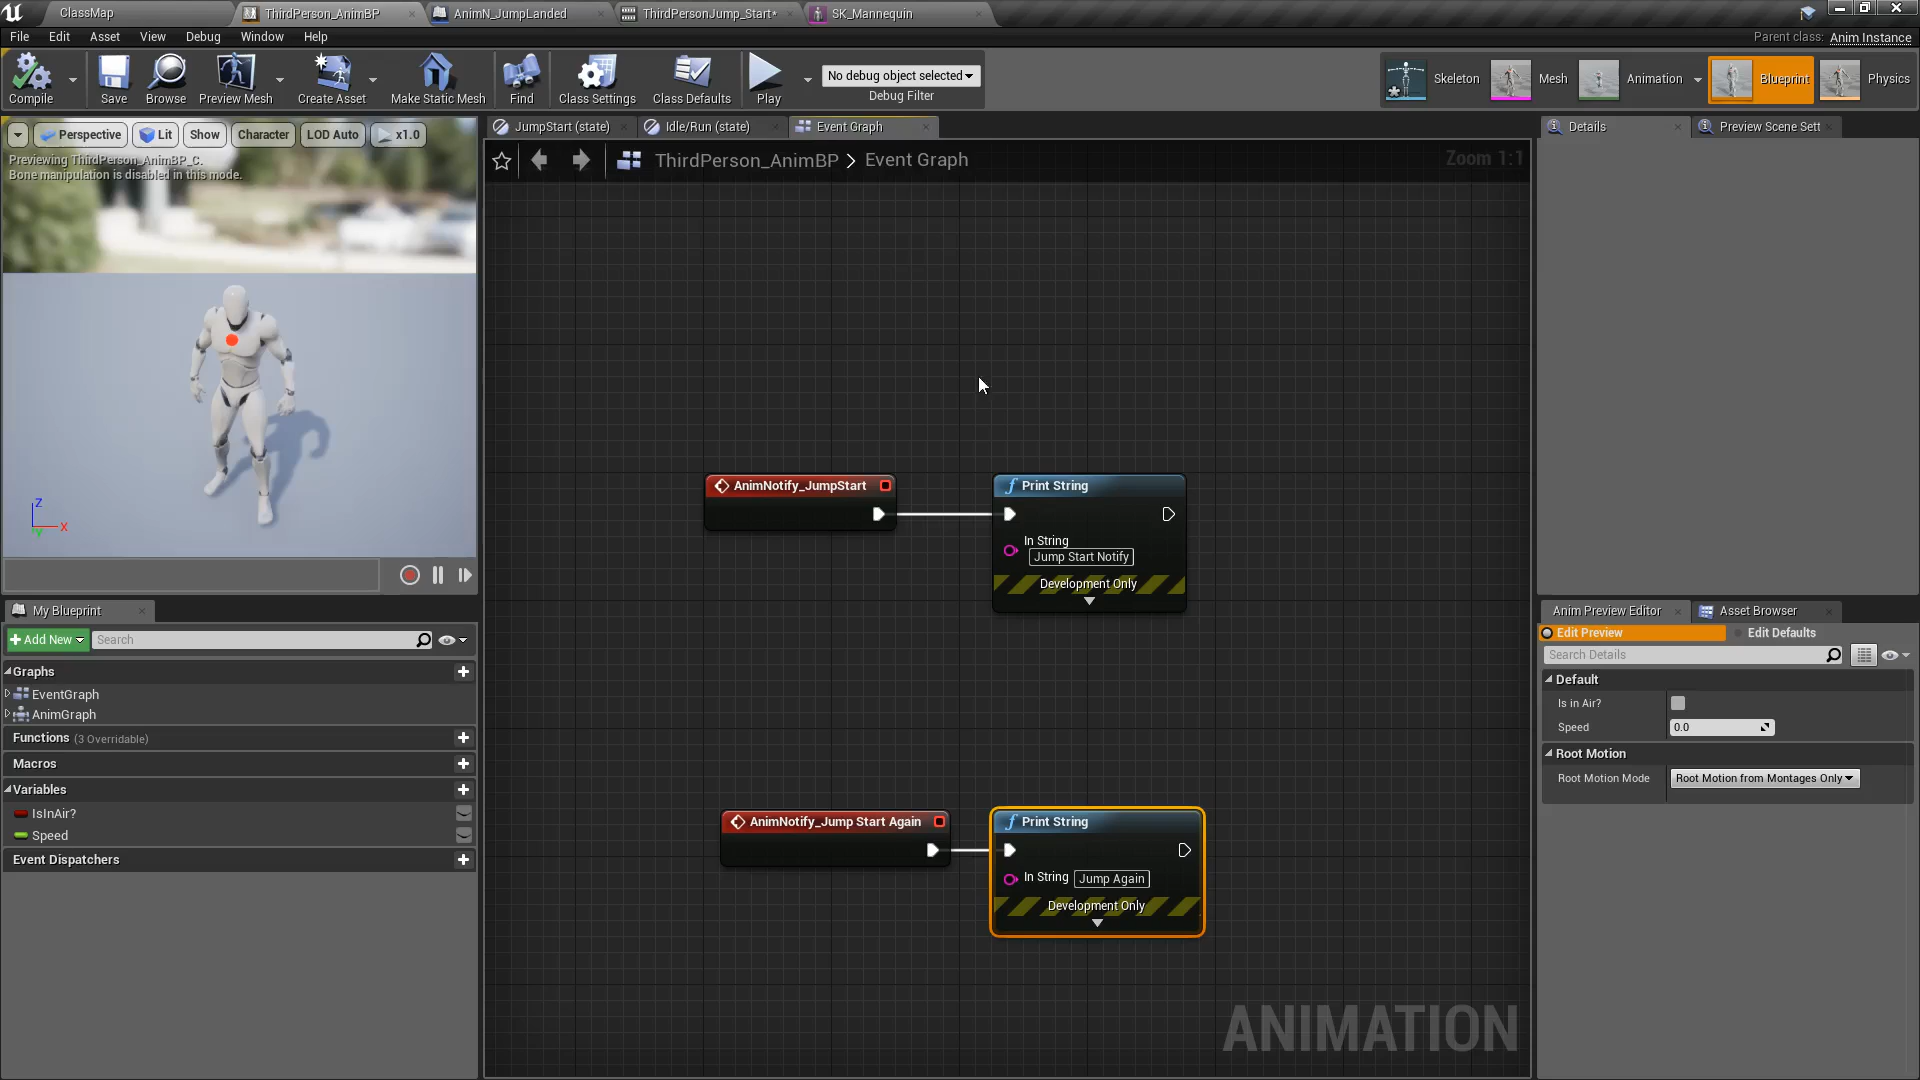 ClassMap
ThirdPerson_AnimBP
AnimN_JumpLanded
ThirdPersonJump_Start*
SK_Mannequin
File Edit Asset View Debug Window Help
Parent class: Anim Instance
Compile
Save
Browse
Preview Mesh
Create Asset
Make Static Mesh
Find
Class Settings
Class Defaults
Play
No debug object selected
Debug Filter
Skeleton
Mesh
Animation
Blueprint
Physics
Perspective
Lit
Show
Character
LOD Auto
x1.0
Previewing ThirdPerson_AnimBP_C.
Bone manipulation is disabled in this mode.
Z
X
Y
JumpStart (state)
Idle/Run (state)
Event Graph
ThirdPerson_AnimBP > Event Graph
Zoom 1:1
AnimNotify_JumpStart
Print String
In String
Jump Start Notify
Development Only
AnimNotify_Jump Start Again
Print String
In String Jump Again
Development Only
ANIMATION
My Blueprint
Add New
Search
Graphs
EventGraph
AnimGraph
Functions (3 Overridable)
Macros
Variables
IsInAir?
Speed
Event Dispatchers
Details
Preview Scene Sett
Anim Preview Editor
Asset Browser
Edit Preview
Edit Defaults
Search Details
Default
Is in Air?
Speed 0.0
Root Motion
Root Motion Mode Root Motion from Montages Only